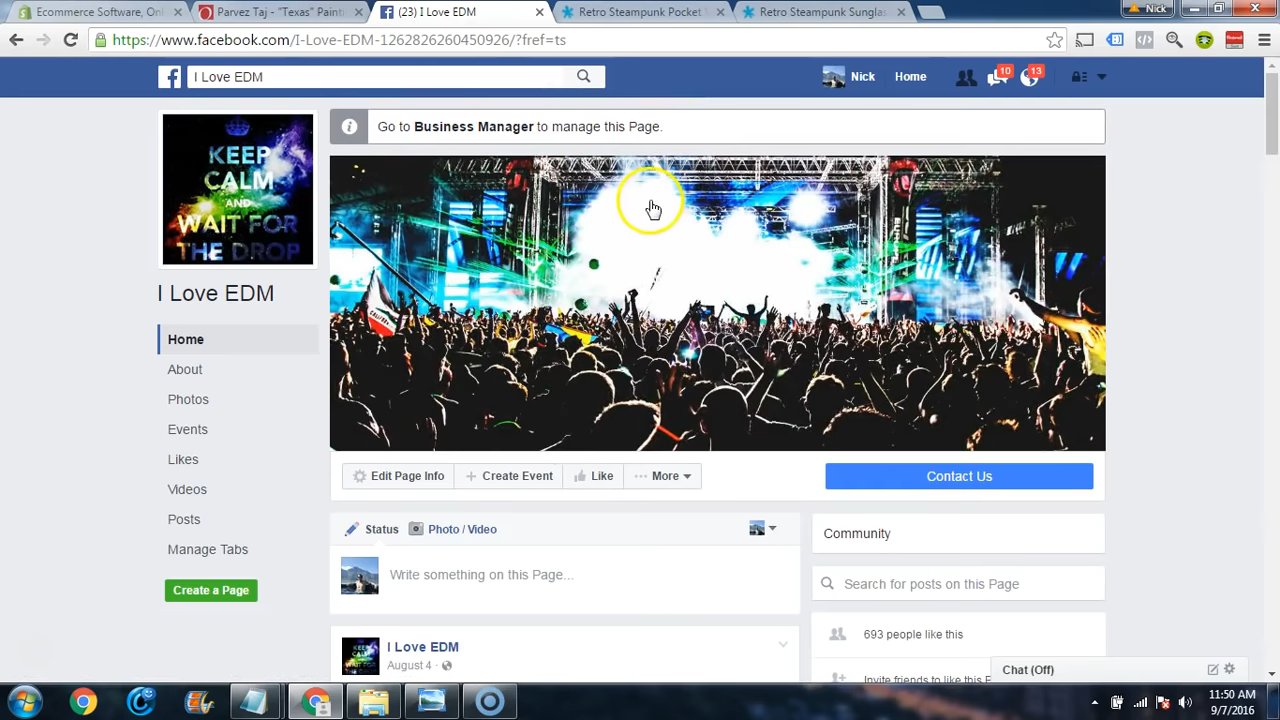 Ecommerce Software, Onl
Parvez Taj - "Texas" Painti
(23) I Love EDM
Retro Steampunk Pocket
Retro Steampunk Sunglas
Nick
https://www.facebook.com/I-Love-EDM-1262826260450926/?fref=ts
I Love EDM
Nick
Home
10
13
KEEP
CALM
AND
WAIT FOR
THE DROP
Go to Business Manager to manage this Page.
I Love EDM
Home
About
Photos
Events
Likes
Videos
Posts
Manage Tabs
Create a Page
Edit Page Info
Create Event
Like
More
Contact Us
Status
Photo / Video
Write something on this Page...
Community
Search for posts on this Page
693 people like this
Invite friends to like this
I Love EDM
August 4
Chat (Off)
11:50 AM
9/7/2016